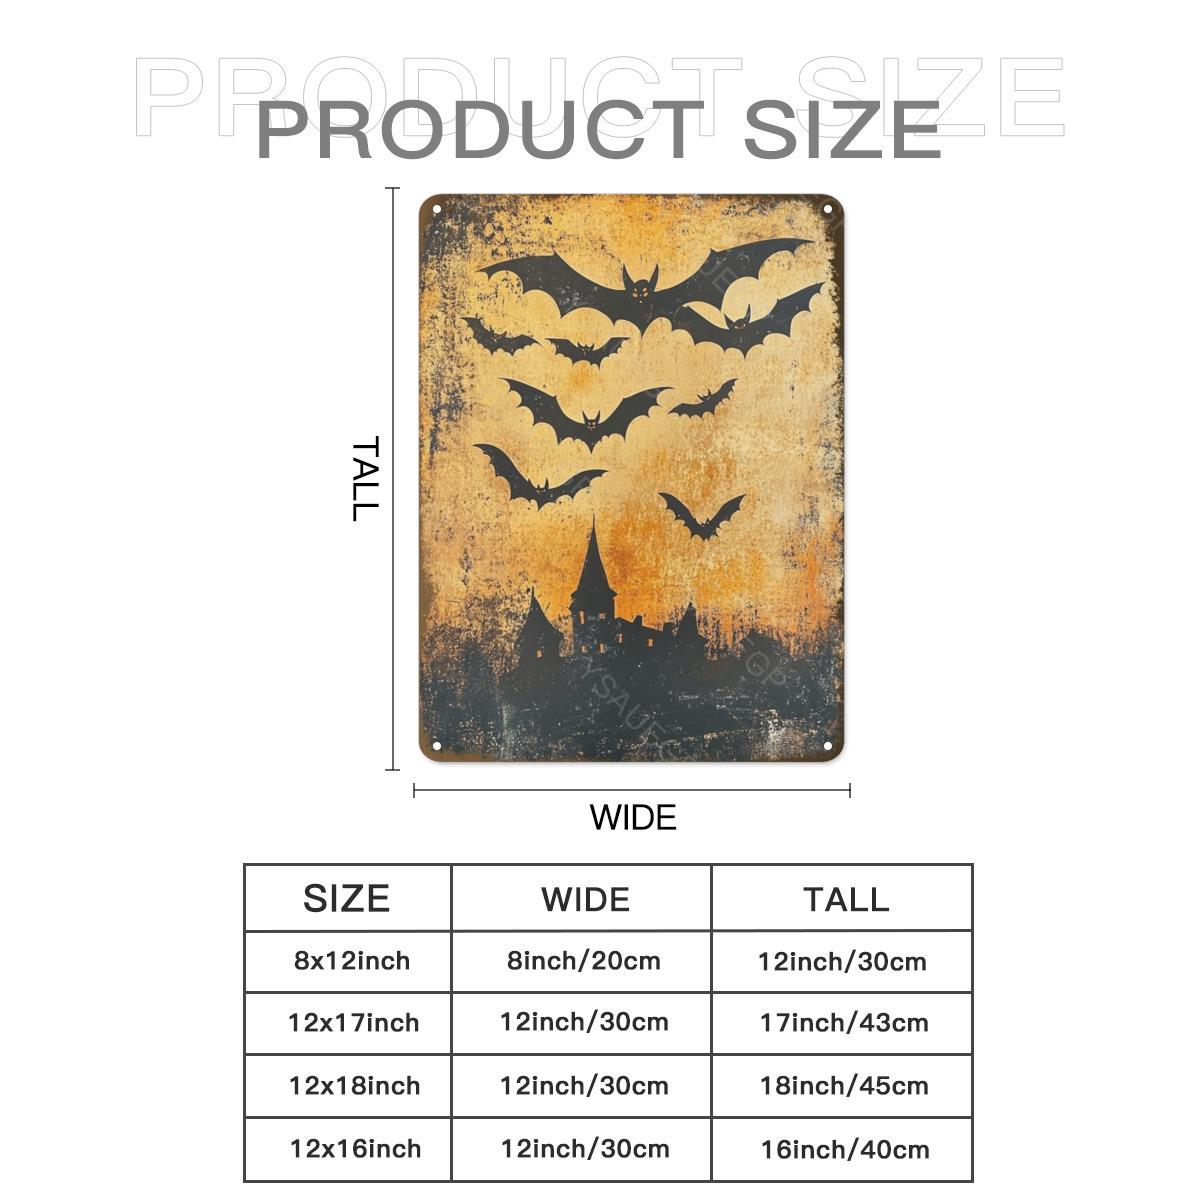 PRODUCT SIZE
PRODUCT SIZE
TALL
WIDE
SIZE WIDE TALL
8x12inch 8inch/20cm 12inch/30cm
12x17inch 12inch/30cm 17inch/43cm
12x18inch 12inch/30cm 18inch/45cm
12x16inch 12inch/30cm 16inch/40cm